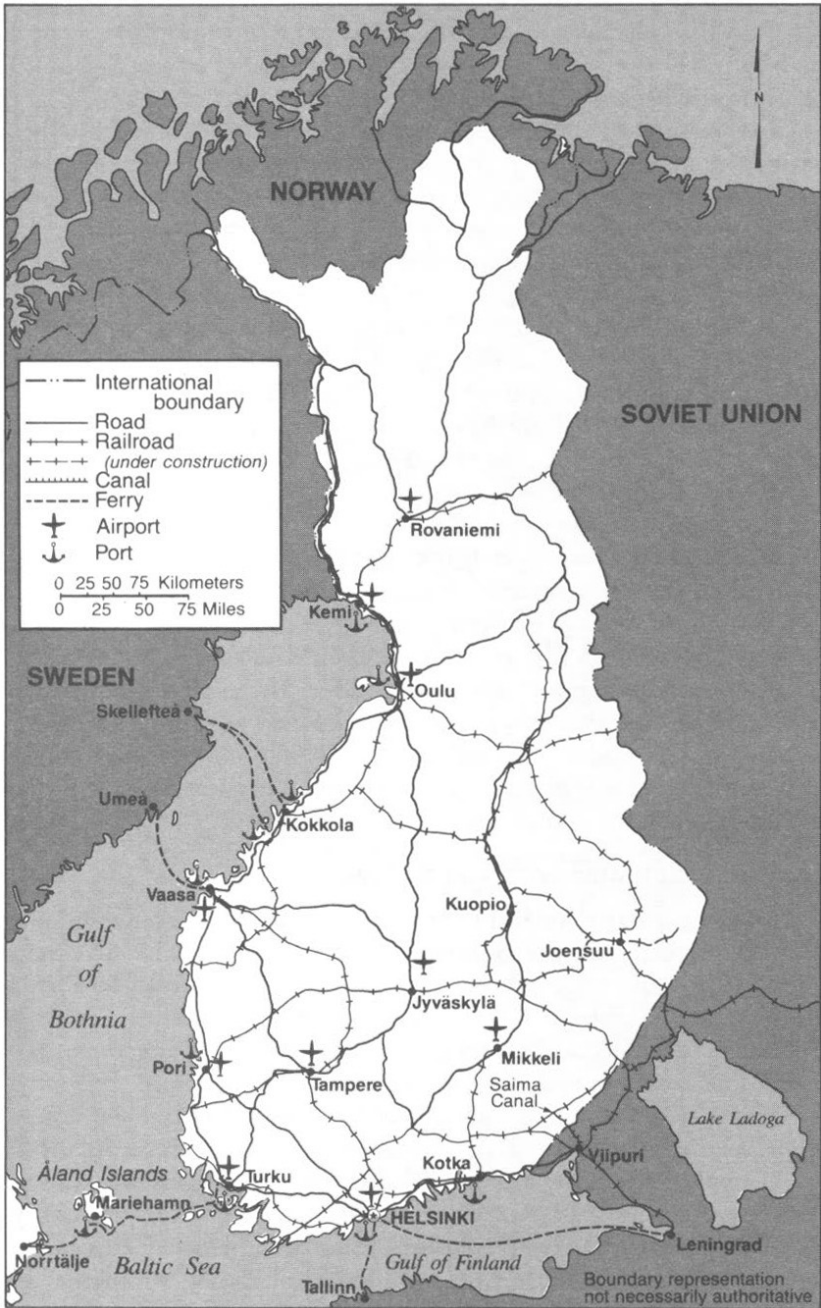 N
NORWAY
International
boundary
Road
Railroad
(under construction)
Canal
Ferry
Airport
Port
0 25 50 75 Kilometers
0 25 50 75 Miles
SOVIET UNION
Rovaniemi
Kemi
SWEDEN
Oulu
Skellefteå
Umeå
Kokkola
Vaasa
Kuopio
Gulf
of
Bothnia
Joensuu
Jyväskylä
Mikkeli
Pori
Tampere
Saima
Canal
Lake Ladoga
Viipuri
Åland Islands
Turku
Kotka
Mariehamn
HELSINKI
Norrtälje
Leningrad
Baltic Sea
Gulf of Finland
Tallinn
Boundary representation
not necessarily authoritative